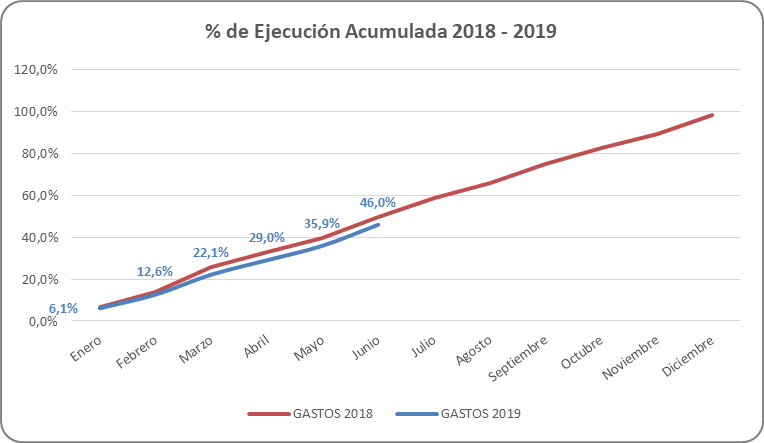 % de Ejecución Acumulada 2018 - 2019
120,0%
100,0%
80,0%
60,0%
40,0%
20,0%
0,0%
6,1%
12,6%
22,1%
29,0%
35,9%
46,0%
Enero
Febrero
Marzo
Abril
Mayo
Junio
Julio
Agosto
Septiembre
Octubre
Noviembre
Diciembre
GASTOS 2018
GASTOS 2019